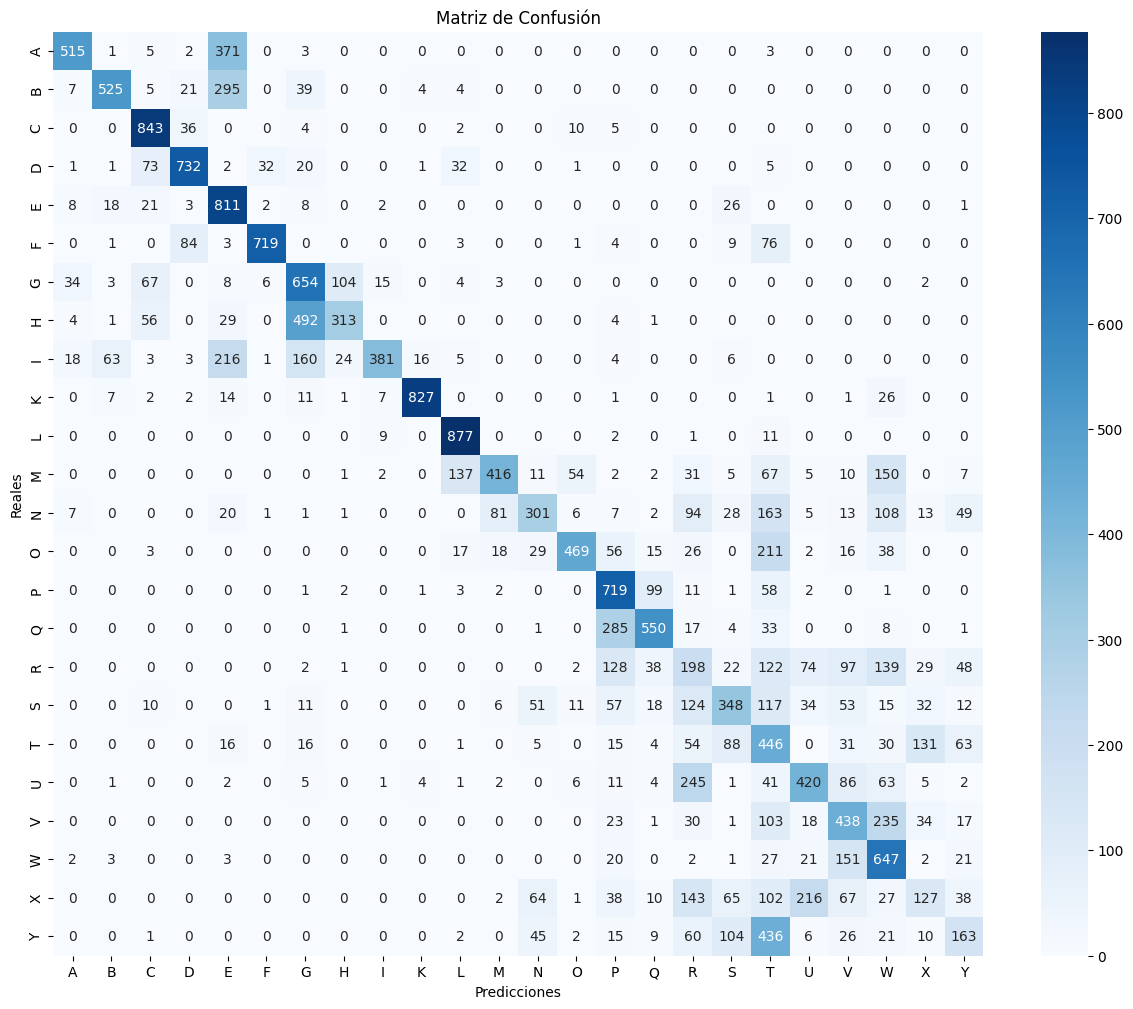 Matriz de Confusión
Reales
A 515 1 5 2 371 0 3 0 0 0 0 0 0 0 0 0 0 0 3 0 0 0 0 0
B 7 525 5 21 295 0 39 0 0 4 4 0 0 0 0 0 0 0 0 0 0 0 0 0
C 0 0 843 36 0 0 4 0 0 0 2 0 0 10 5 0 0 0 0 0 0 0 0 0
D 1 1 73 732 2 32 20 0 0 1 32 0 0 1 0 0 0 0 5 0 0 0 0 0
E 8 18 21 3 811 2 8 0 2 0 0 0 0 0 0 0 0 26 0 0 0 0 0 1
F 0 1 0 84 3 719 0 0 0 0 3 0 0 1 4 0 0 9 76 0 0 0 0 0
G 34 3 67 0 8 6 654 104 15 0 4 3 0 0 0 0 0 0 0 0 0 0 2 0
H 4 1 56 0 29 0 492 313 0 0 0 0 0 0 4 1 0 0 0 0 0 0 0 0
I 18 63 3 3 216 1 160 24 381 16 5 0 0 0 4 0 0 6 0 0 0 0 0 0
K 0 7 2 2 14 0 11 1 7 827 0 0 0 0 1 0 0 0 1 0 1 26 0 0
L 0 0 0 0 0 0 0 0 9 0 877 0 0 0 2 0 1 0 11 0 0 0 0 0
M 0 0 0 0 0 0 0 1 2 0 137 416 11 54 2 2 31 5 67 5 10 150 0 7
N 7 0 0 0 20 1 1 1 0 0 0 81 301 6 7 2 94 28 163 5 13 108 13 49
O 0 0 3 0 0 0 0 0 0 0 17 18 29 469 56 15 26 0 211 2 16 38 0 0
P 0 0 0 0 0 0 1 2 0 1 3 2 0 0 719 99 11 1 58 2 0 1 0 0
Q 0 0 0 0 0 0 0 1 0 0 0 0 1 0 285 550 17 4 33 0 0 8 0 1
R 0 0 0 0 0 0 2 1 0 0 0 0 0 2 128 38 198 22 122 74 97 139 29 48
S 0 0 10 0 0 1 11 0 0 0 0 6 51 11 57 18 124 348 117 34 53 15 32 12
T 0 0 0 0 16 0 16 0 0 0 1 0 5 0 15 4 54 88 446 0 31 30 131 63
U 0 1 0 0 2 0 5 0 1 4 1 2 0 6 11 4 245 1 41 420 86 63 5 2
V 0 0 0 0 0 0 0 0 0 0 0 0 0 0 23 1 30 1 103 18 438 235 34 17
W 2 3 0 0 3 0 0 0 0 0 0 0 0 0 20 0 2 1 27 21 151 647 2 21
X 0 0 0 0 0 0 0 0 0 0 0 2 64 1 38 10 143 65 102 216 67 27 127 38
Y 0 0 1 0 0 0 0 0 0 0 2 0 45 2 15 9 60 104 436 6 26 21 10 163
A B C D E F G H I K L M N O P Q R S T U V W X Y
Predicciones
800
700
600
500
400
300
200
100
0